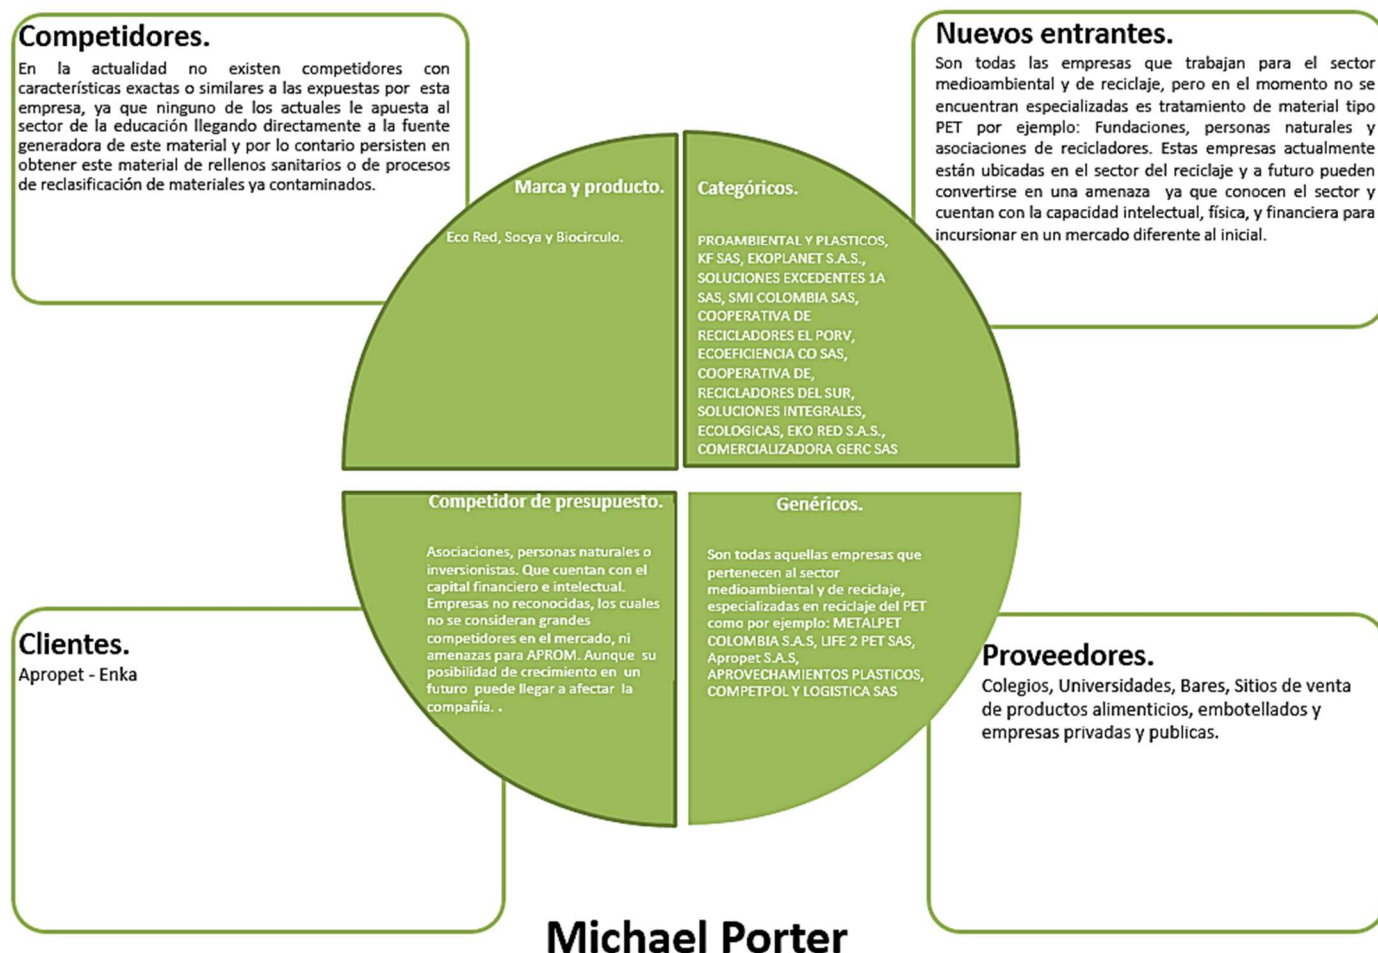 Competidores.
En la actualidad no existen competidores con
características exactas o similares a las expuestas por esta
empresa, ya que ninguno de los actuales le apuesta al
sector de la educación llegando directamente a la fuente
generadora de este material y por lo contario persisten en
obtener este material de rellenos sanitarios o de procesos
de reclasificación de materiales ya contaminados.
Nuevos entrantes.
Son todas las empresas que trabajan para el sector
medioambiental y de reciclaje, pero en el momento no se
encuentran especializadas es tratamiento de material tipo
PET por ejemplo: Fundaciones, personas naturales y
asociaciones de recicladores. Estas empresas actualmente
están ubicadas en el sector del reciclaje y a futuro pueden
convertirse en una amenaza ya que conocen el sector y
cuentan con la capacidad intelectual, física, y financiera para
incursionar en un mercado diferente al inicial.
Marca y producto.
Eco Red, Socya y Biocirculo.
Categóricos.
PROAMBIENTAL Y PLASTICOS,
KF SAS, EKOPLANET S.A.S.,
SOLUCIONES EXCEDENTES 1A
SAS, SMI COLOMBIA SAS,
COOPERATIVA DE
RECICLADORES EL PORV,
ECOEFICIENCIA CO SAS,
COOPERATIVA DE,
RECICLADORES DEL SUR,
SOLUCIONES INTEGRALES,
ECOLOGICAS, EKO RED S.A.S.,
COMERCIALIZADORA GERC SAS
Competidor de presupuesto.
Asociaciones, personas naturales o
inversionistas. Que cuentan con el
capital financiero e intelectual.
Empresas no reconocidas, los cuales
no se consideran grandes
competidores en el mercado, ni
amenazas para APROM. Aunque su
posibilidad de crecimiento en un
futuro puede llegar a afectar la
compañía. .
Genéricos.
Son todas aquellas empresas que
pertenecen al sector
medioambiental y de reciclaje,
especializadas en reciclaje del PET
como por ejemplo: METALPET
COLOMBIA S.A.S, LIFE 2 PET SAS,
Apropet S.A.S,
APROVECHAMIENTOS PLASTICOS,
COMPETPOL Y LOGISTICA SAS
Clientes.
Apropet - Enka
Proveedores.
Colegios, Universidades, Bares, Sitios de venta
de productos alimenticios, embotellados y
empresas privadas y publicas.
Michael Porter